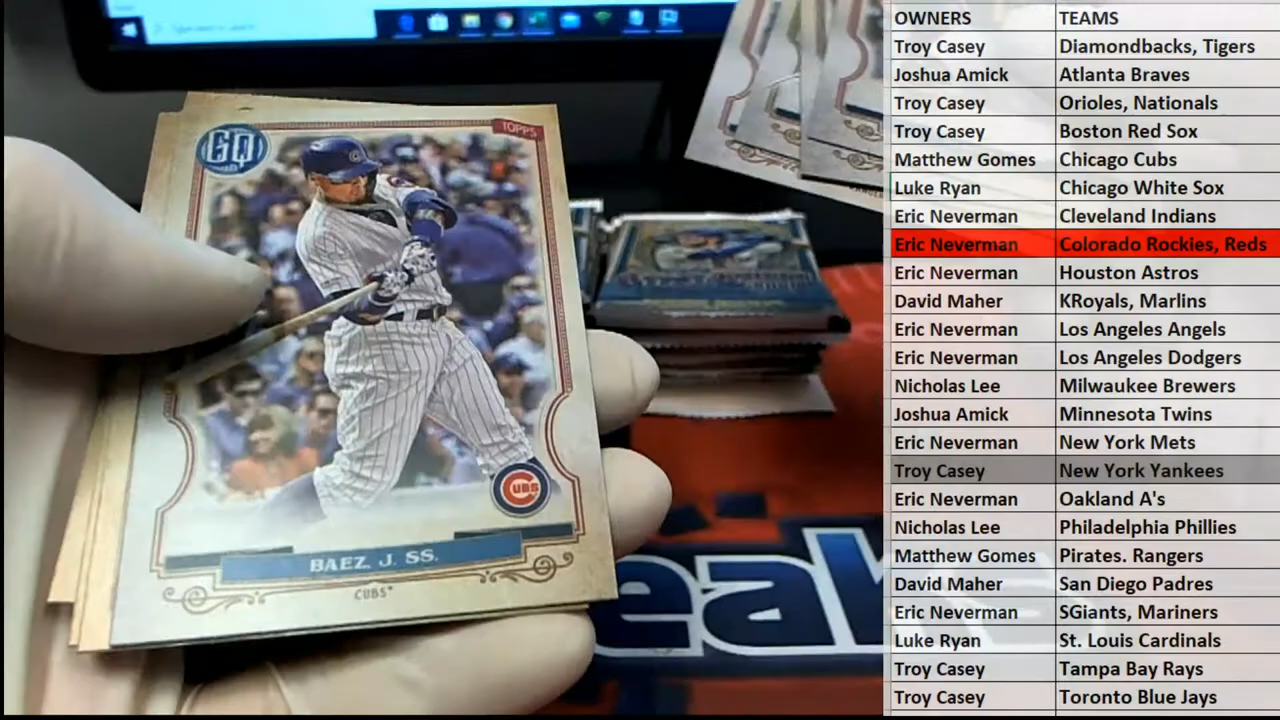 GQ
TOPPS
CUBS
BAEZ. J. SS.
CUBS
eak
OWNERS TEAMS
Troy Casey Diamondbacks, Tigers
Joshua Amick Atlanta Braves
Troy Casey Orioles, Nationals
Troy Casey Boston Red Sox
Matthew Gomes Chicago Cubs
Luke Ryan Chicago White Sox
Eric Neverman Cleveland Indians
Eric Neverman Colorado Rockies, Reds
Eric Neverman Houston Astros
David Maher KRoyals, Marlins
Eric Neverman Los Angeles Angels
Eric Neverman Los Angeles Dodgers
Nicholas Lee Milwaukee Brewers
Joshua Amick Minnesota Twins
Eric Neverman New York Mets
Troy Casey New York Yankees
Eric Neverman Oakland A's
Nicholas Lee Philadelphia Phillies
Matthew Gomes Pirates. Rangers
David Maher San Diego Padres
Eric Neverman SGiants, Mariners
Luke Ryan St. Louis Cardinals
Troy Casey Tampa Bay Rays
Troy Casey Toronto Blue Jays